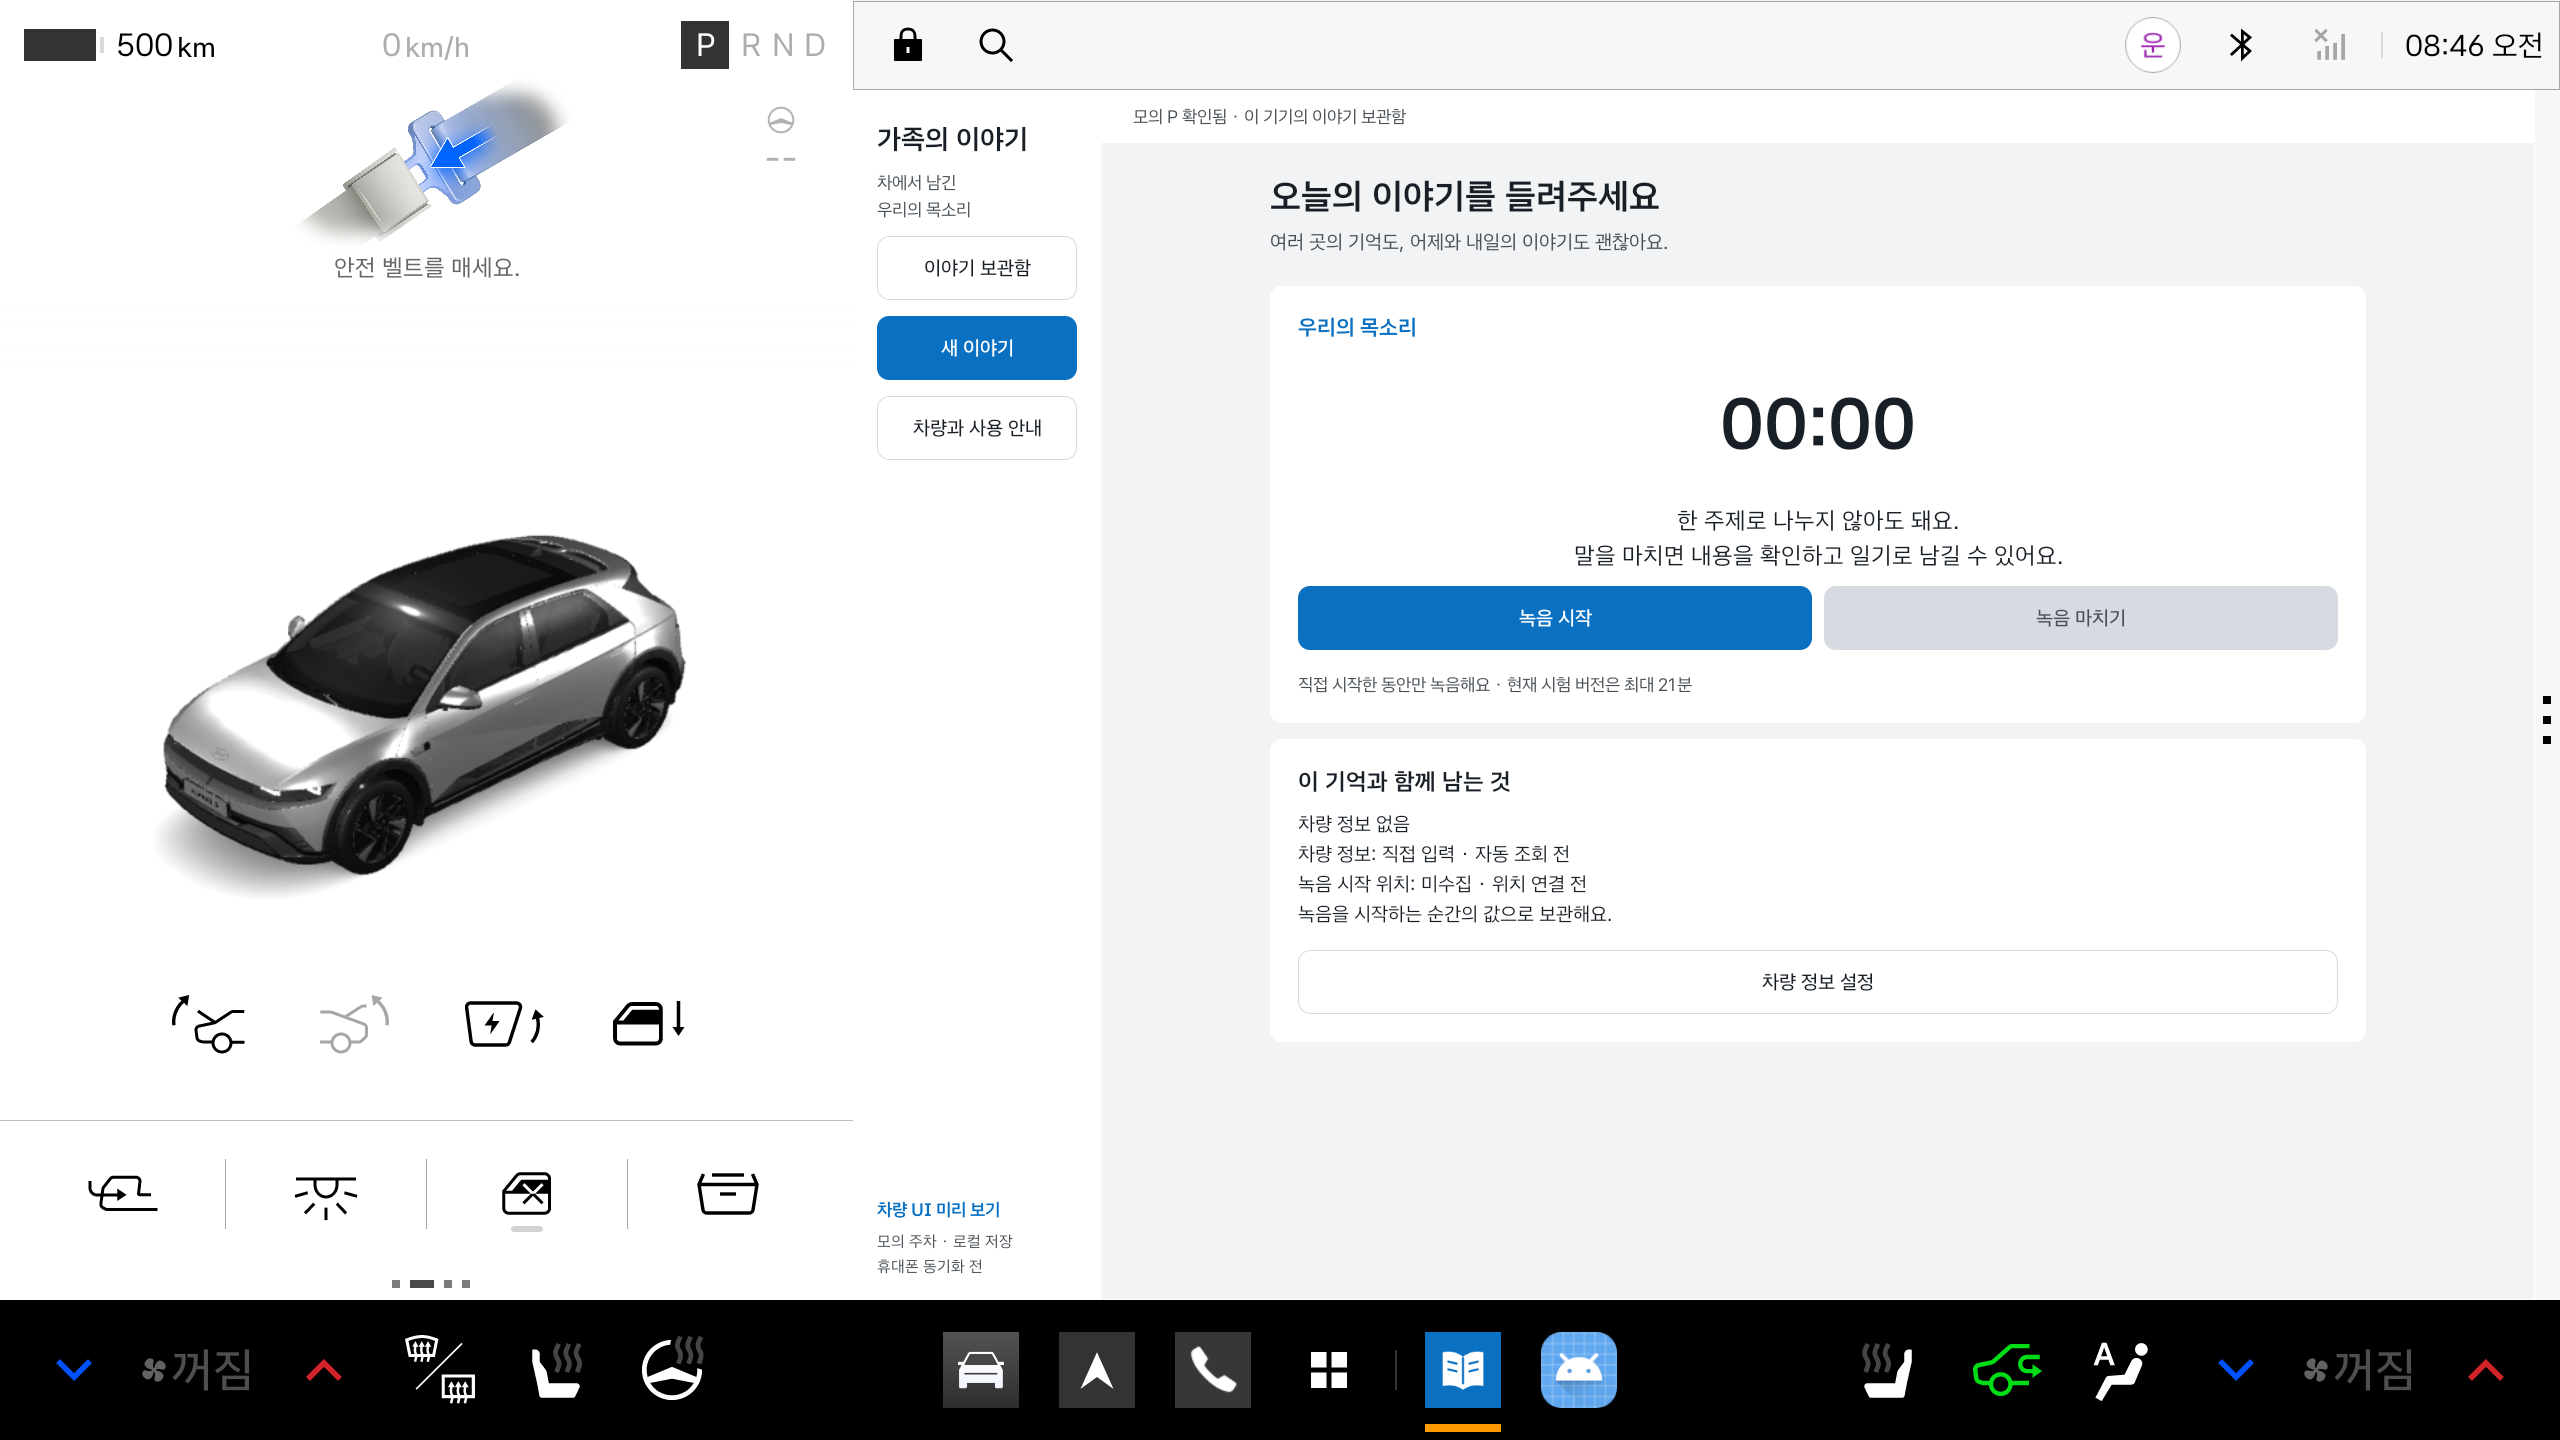 500 km
0 km/h
P R N D
08:46 오전
운
안전 벨트를 매세요.
가족의 이야기
차에서 남긴
우리의 목소리
이야기 보관함
새 이야기
차량과 사용 안내
차량 UI 미리 보기
모의 주차 · 로컬 저장
휴대폰 동기화 전
모의 P 확인됨 · 이 기기의 이야기 보관함
오늘의 이야기를 들려주세요
여러 곳의 기억도, 어제와 내일의 이야기도 괜찮아요.
우리의 목소리
00:00
한 주제로 나누지 않아도 돼요.
말을 마치면 내용을 확인하고 일기로 남길 수 있어요.
녹음 시작
녹음 마치기
직접 시작한 동안만 녹음해요 · 현재 시험 버전은 최대 21분
이 기억과 함께 남는 것
차량 정보 없음
차량 정보: 직접 입력 · 자동 조회 전
녹음 시작 위치: 미수집 · 위치 연결 전
녹음을 시작하는 순간의 값으로 보관해요.
차량 정보 설정
꺼짐
A
꺼짐